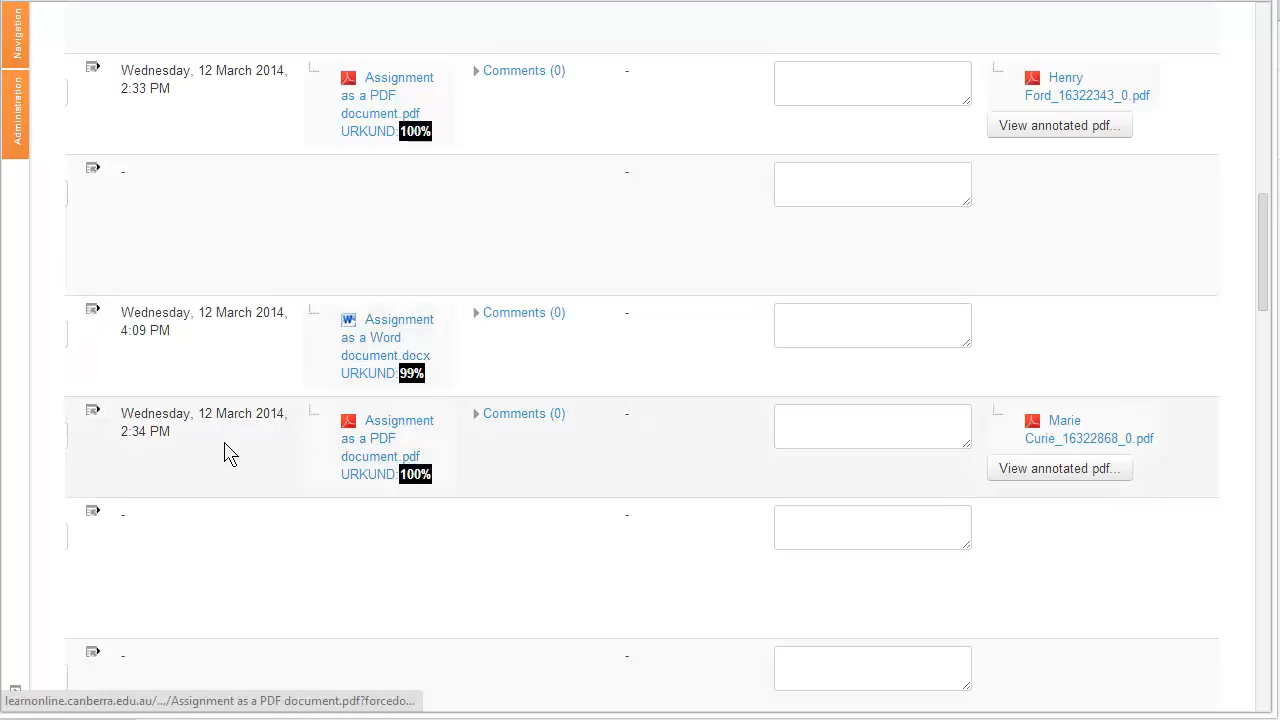 Navigation
Administration
Wednesday, 12 March 2014,
2:33 PM
Assignment
as a PDF
document.pdf
URKUND: 100%
Comments (0)
-
Henry
Ford_16322343_0.pdf
View annotated pdf...
-
-
Wednesday, 12 March 2014,
4:09 PM
Assignment
as a Word
document.docx
URKUND: 99%
Comments (0)
-
Wednesday, 12 March 2014,
2:34 PM
Assignment
as a PDF
document.pdf
URKUND: 100%
Comments (0)
-
Marie
Curie_16322868_0.pdf
View annotated pdf...
-
-
-
-
learnonline.canberra.edu.au/.../Assignment as a PDF document.pdf?forcedo...